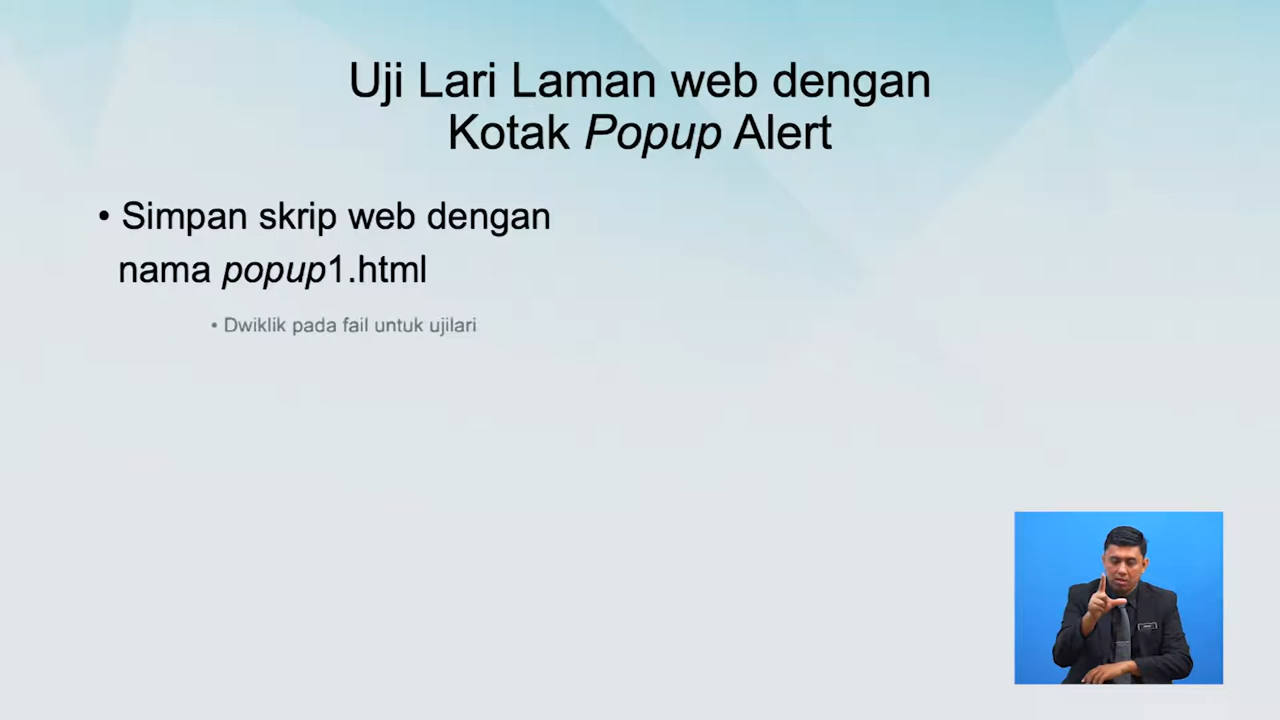 Uji Lari Laman web dengan
Kotak Popup Alert
• Simpan skrip web dengan
nama popup1.html
• Dwiklik pada fail untuk ujilari